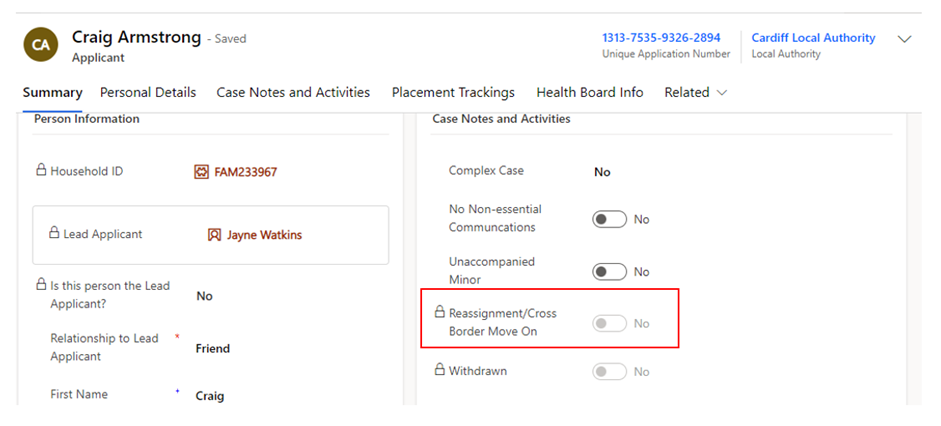 CA
Craig Armstrong - Saved
Applicant
1313-7535-9326-2894
Unique Application Number
Cardiff Local Authority
Local Authority
Summary Personal Details Case Notes and Activities Placement Trackings Health Board Info Related
Person Information
Household ID FAM233967
Lead Applicant Jayne Watkins
Is this person the Lead
Applicant?
No
Relationship to Lead
Applicant
*
Friend
First Name + Craig
Case Notes and Activities
Complex Case No
No Non-essential
Communcations
No
Unaccompanied
Minor
No
Reassignment/Cross
Border Move On
No
Withdrawn No